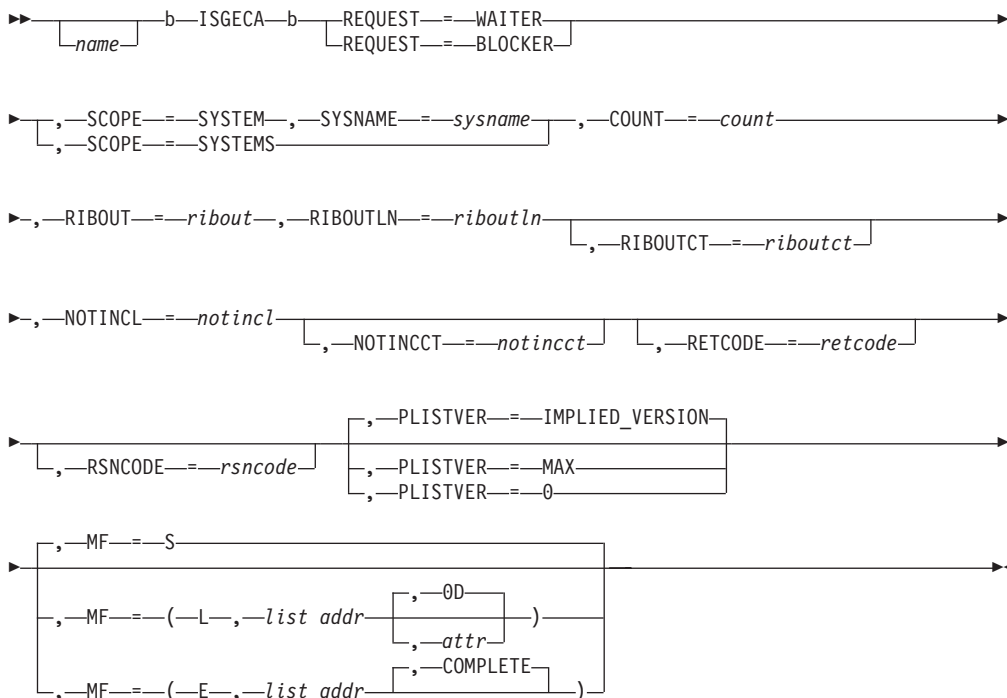 b ISGECA b REQUEST = WAITER
name REQUEST = BLOCKER
, SCOPE = SYSTEM , SYSNAME = sysname , COUNT = count
, SCOPE = SYSTEMS
, RIBOUT = ribout , RIBOUTLN = riboutln
, RIBOUTCT = riboutct
, NOTINCL = notincl
, NOTINCCT = notincct , RETCODE = retcode
, PLISTVER = IMPLIED_VERSION
, RSNCODE = rsncode , PLISTVER = MAX
, PLISTVER = 0
, MF = S
, 0D
, MF = ( L , list addr )
, attr
, COMPLETE
, MF = ( E , list addr )